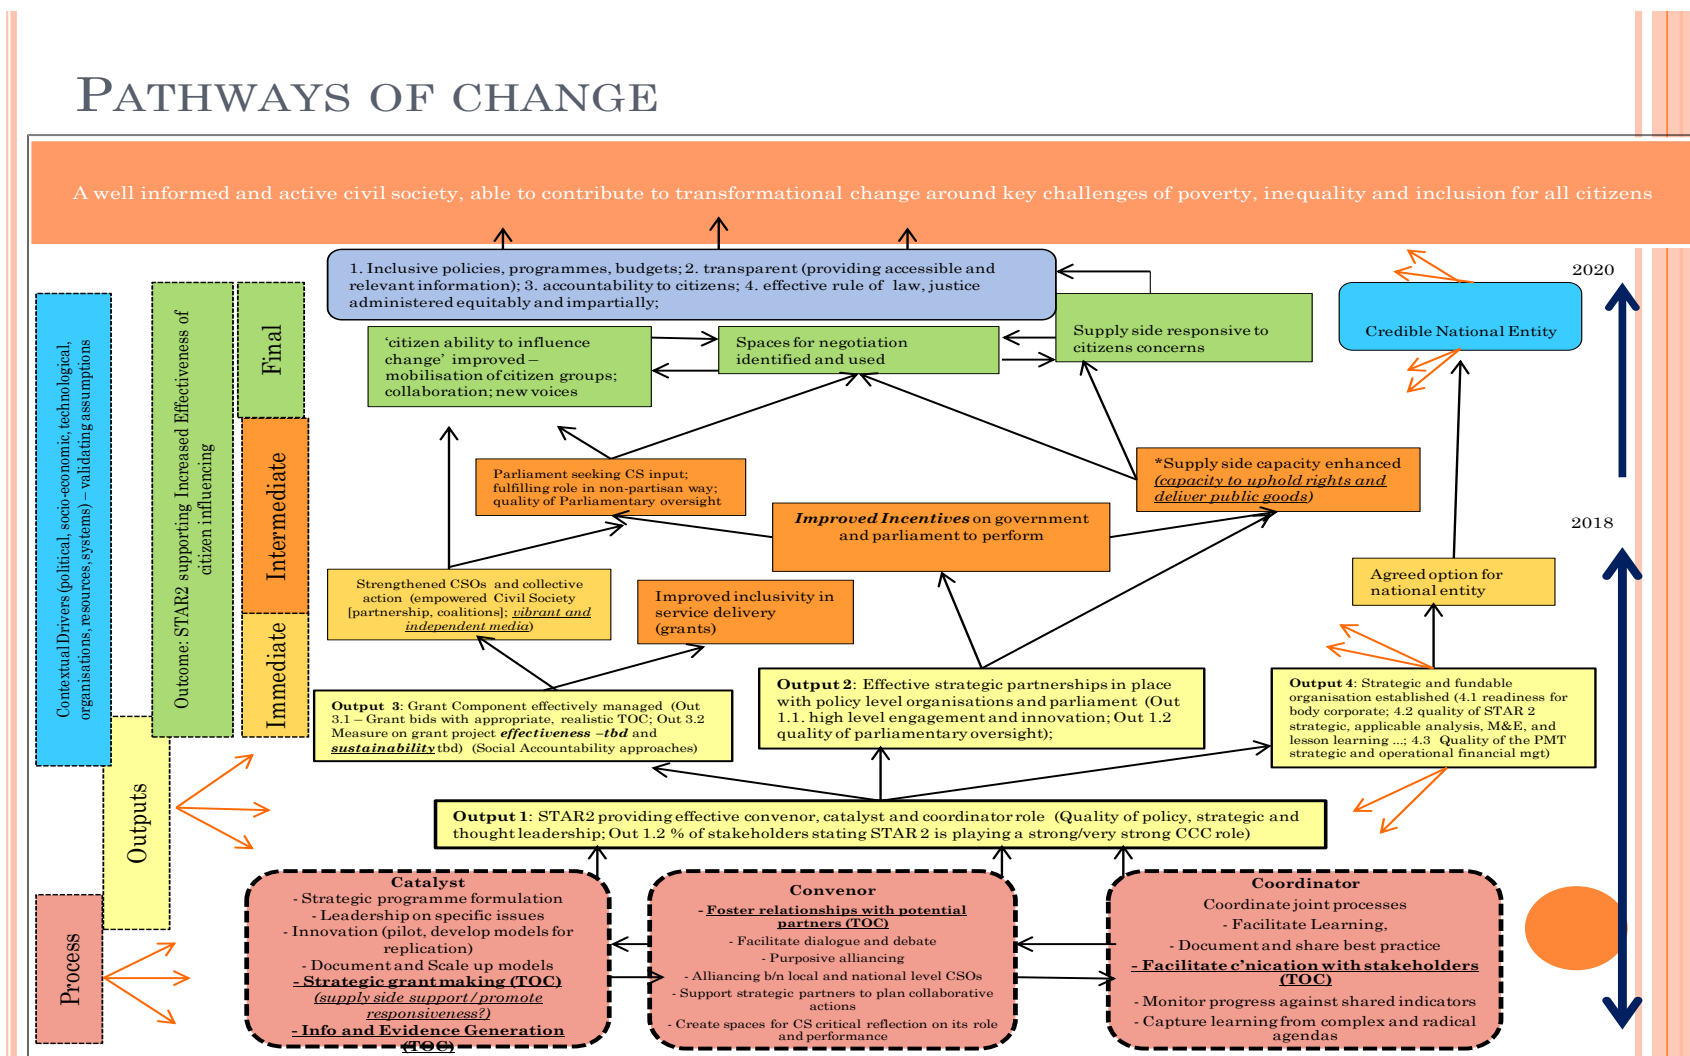 PATHWAYS OF CHANGE
A well informed and active civil society, able to contribute to transformational change around key challenges of poverty, inequality and inclusion for all citizens
1. Inclusive policies, programmes, budgets; 2. transparent (providing accessible and
relevant information); 3. accountability to citizens; 4. effective rule of law, justice
administered equitably and impartially;
2020
Credible National Entity
'citizen ability to influence
change' improved –
mobilisation of citizen groups;
collaboration; new voices
Spaces for negotiation
identified and used
Supply side responsive to
citizens concerns
Contextual Drivers (political, socio-economic, technological,
organisations, resources, systems) – validating assumptions
Outcome: STAR2 supporting Increased Effectiveness of
citizen influencing
Final
Intermediate
Immediate
Parliament seeking CS input;
fulfilling role in non-partisan way;
quality of Parliamentary oversight
*Supply side capacity enhanced
(capacity to uphold rights and
deliver public goods)
Improved Incentives on government
and parliament to perform
2018
Strengthened CSOs and collective
action (empowered Civil Society
[partnership, coalitions]; vibrant and
independent media)
Improved inclusivity in
service delivery
(grants)
Agreed option for
national entity
Output 3: Grant Component effectively managed (Out
3.1 – Grant bids with appropriate, realistic TOC; Out 3.2
Measure on grant project effectiveness –tbd and
sustainability tbd) (Social Accountability approaches)
Output 2: Effective strategic partnerships in place
with policy level organisations and parliament (Out
1.1. high level engagement and innovation; Out 1.2
quality of parliamentary oversight);
Output 4: Strategic and fundable
organisation established (4.1 readiness for
body corporate; 4.2 quality of STAR 2
strategic, applicable analysis, M&E, and
lesson learning ...; 4.3 Quality of the PMT
strategic and operational financial mgt)
Outputs
Output 1: STAR2 providing effective convenor, catalyst and coordinator role (Quality of policy, strategic and
thought leadership; Out 1.2 % of stakeholders stating STAR 2 is playing a strong/very strong CCC role)
Process
Catalyst
- Strategic programme formulation
- Leadership on specific issues
- Innovation (pilot, develop models for
replication)
- Document and Scale up models
- Strategic grant making (TOC)
(supply side support / promote
responsiveness?)
- Info and Evidence Generation
(TOC)
Convenor
- Foster relationships with potential
partners (TOC)
- Facilitate dialogue and debate
- Purposive alliancing
- Alliancing b/n local and national level CSOs
- Support strategic partners to plan collaborative
actions
- Create spaces for CS critical reflection on its role
and performance
Coordinator
Coordinate joint processes
- Facilitate Learning,
- Document and share best practice
- Facilitate c'nication with stakeholders
(TOC)
- Monitor progress against shared indicators
- Capture learning from complex and radical
agendas